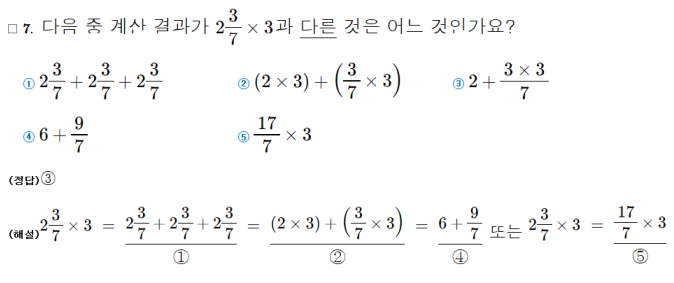 □ 7. 다음 중 계산 결과가 2 3/7 × 3과 다른 것은 어느 것인가요?
① 2 3/7 + 2 3/7 + 2 3/7 ② (2 × 3) + (3/7 × 3) ③ 2 + (3 × 3)/7
④ 6 + 9/7 ⑤ 17/7 × 3
(정답)③
(해설) 2 3/7 × 3 = 2 3/7 + 2 3/7 + 2 3/7 = (2 × 3) + (3/7 × 3) = 6 + 9/7 또는 2 3/7 × 3 = 17/7 × 3
① ② ④ ⑤